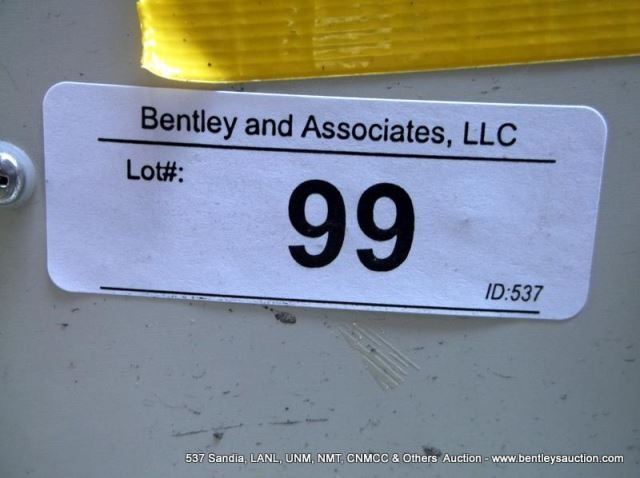 Bentley and Associates, LLC
Lot#:
99
ID:537
537 Sandia, LANL, UNM, NMT, CNMCC & Others Auction - www.bentleysauction.com